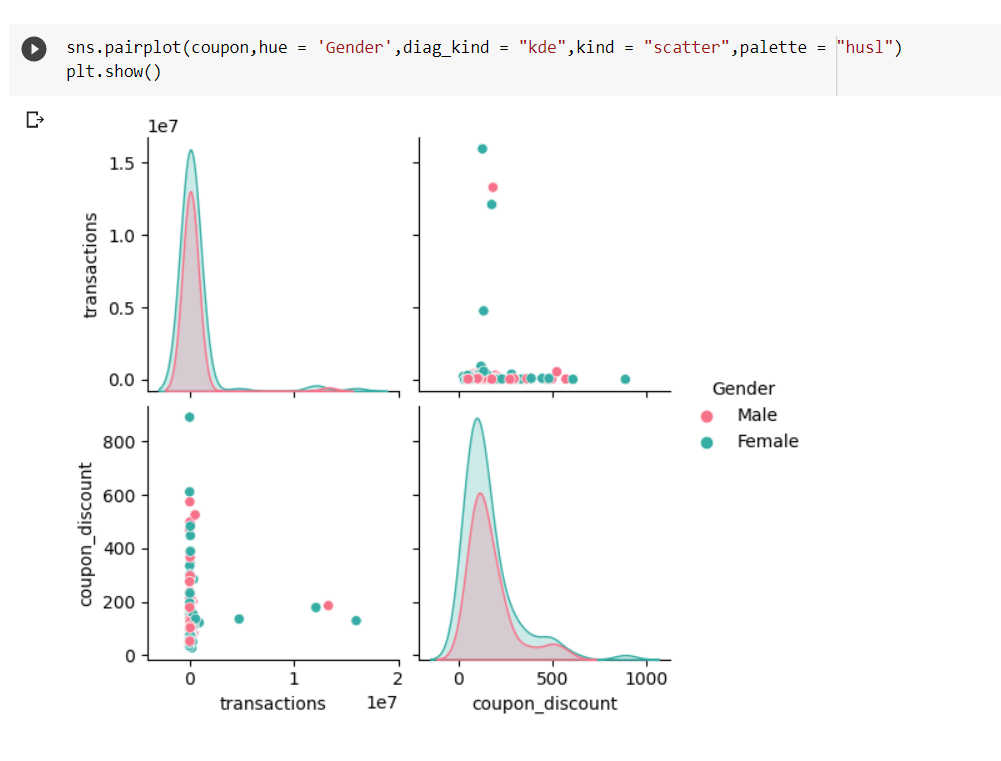 sns.pairplot(coupon,hue = 'Gender',diag_kind = "kde",kind = "scatter",palette = "husl")
plt.show()
1e7
1.5
1.0
0.5
0.0
transactions
Gender
Male
Female
800
600
400
200
0
coupon_discount
0 1 2
1e7
transactions
0 500 1000
coupon_discount